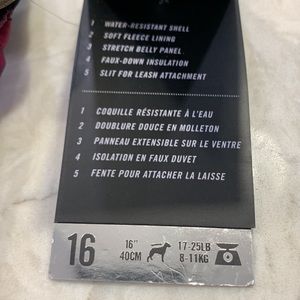 1 WATER-RESISTANT SHELL
2 SOFT FLEECE LINING
3 STRETCH BELLY PANEL
4 FAUX-DOWN INSULATION
5 SLIT FOR LEASH ATTACHMENT
1 COQUILLE RÉSISTANTE À L'EAU
2 DOUBLURE DOUCE EN MOLLETON
3 PANNEAU EXTENSIBLE SUR LE VENTRE
4 ISOLATION EN FAUX DUVET
5 FENTE POUR ATTACHER LA LAISSE
16 16" 17-25LB
40CM 8-11KG